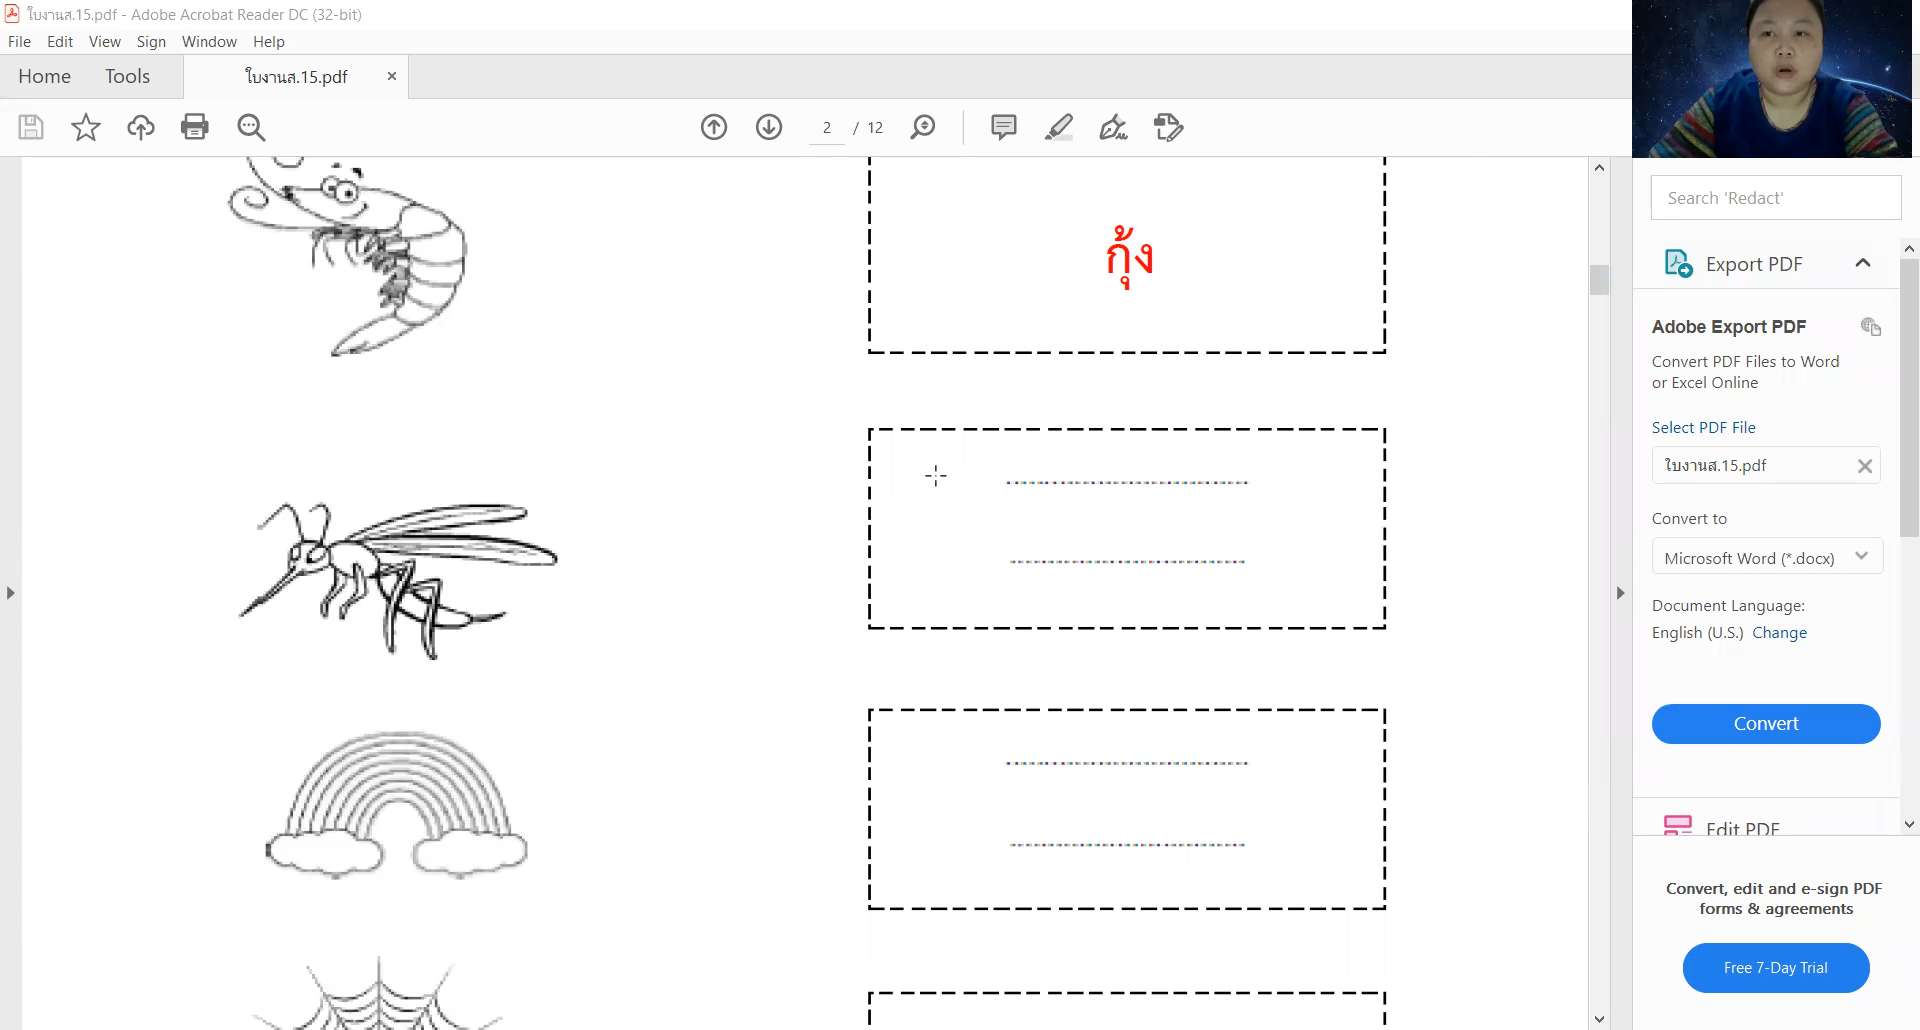 ใบงานส.15.pdf - Adobe Acrobat Reader DC (32-bit)
File Edit View Sign Window Help
Home Tools ใบงานส.15.pdf ×
2 / 12
Search 'Redact'
Export PDF
Adobe Export PDF
Convert PDF Files to Word
or Excel Online
Select PDF File
ใบงานส.15.pdf
Convert to
Microsoft Word (*.docx)
Document Language:
English (U.S.) Change
Convert
Edit PDF
Convert, edit and e-sign PDF
forms & agreements
Free 7-Day Trial
กุ้ง